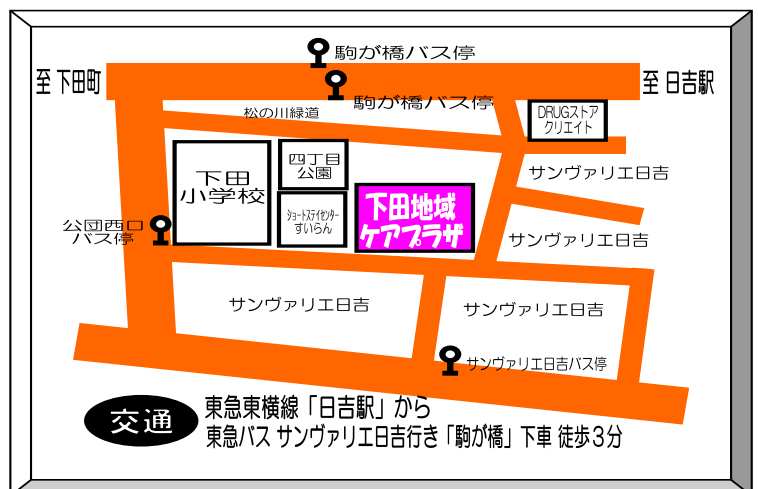 駒が橋バス停
至 下田町
至 日吉駅
駒が橋バス停
松の川緑道
DRUGストア
クリエイト
四丁目
公園
下田
小学校
サンヴァリエ日吉
下田地域
ケアプラザ
ショートステイセンター
すいらん
公団西口
バス停
サンヴァリエ日吉
サンヴァリエ日吉
サンヴァリエ日吉
サンヴァリエ日吉バス停
交通
東急東横線「日吉駅」から
東急バス サンヴァリエ日吉行き「駒が橋」下車 徒歩3分